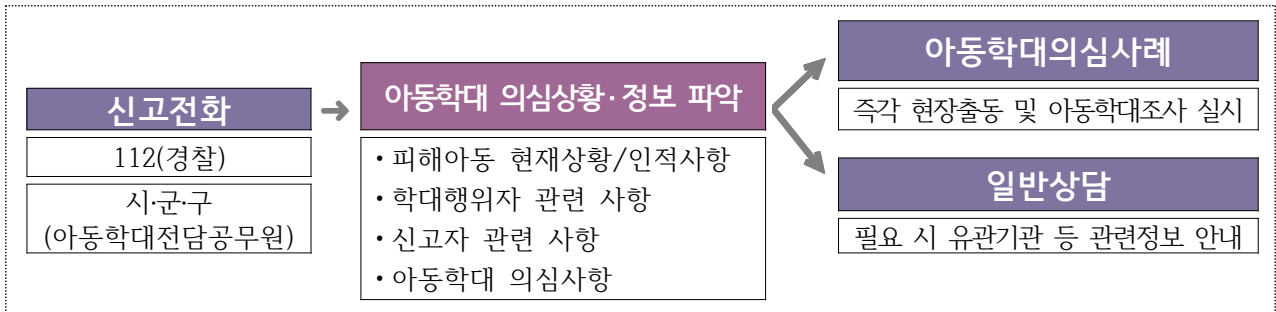 신고전화
112(경찰)
시·군·구
(아동학대전담공무원)
아동학대 의심상황·정보 파악
·피해아동 현재상황/인적사항
·학대행위자 관련 사항
·신고자 관련 사항
·아동학대 의심사항
아동학대의심사례
즉각 현장출동 및 아동학대조사 실시
일반상담
필요 시 유관기관 등 관련정보 안내